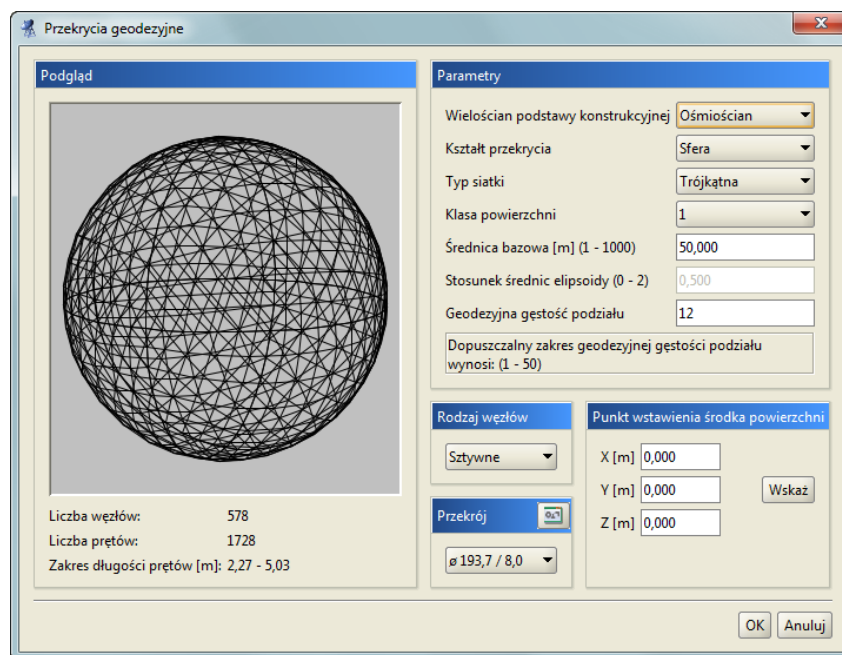 Przekrycia geodezyjne
Podgląd
Liczba węzłów: 578
Liczba prętów: 1728
Zakres długości prętów [m]: 2,27 - 5,03
Parametry
Wielościan podstawy konstrukcyjnej Ośmiościan
Kształt przekrycia Sfera
Typ siatki Trójkątna
Klasa powierzchni 1
Średnica bazowa [m] (1 - 1000) 50,000
Stosunek średnic elipsoidy (0 - 2) 0,500
Geodezyjna gęstość podziału 12
Dopuszczalny zakres geodezyjnej gęstości podziału
wynosi: (1 - 50)
Rodzaj węzłów
Sztywne
Przekrój
ø 193,7 / 8,0
Punkt wstawienia środka powierzchni
X [m] 0,000
Y [m] 0,000
Wskaż
Z [m] 0,000
OK Anuluj